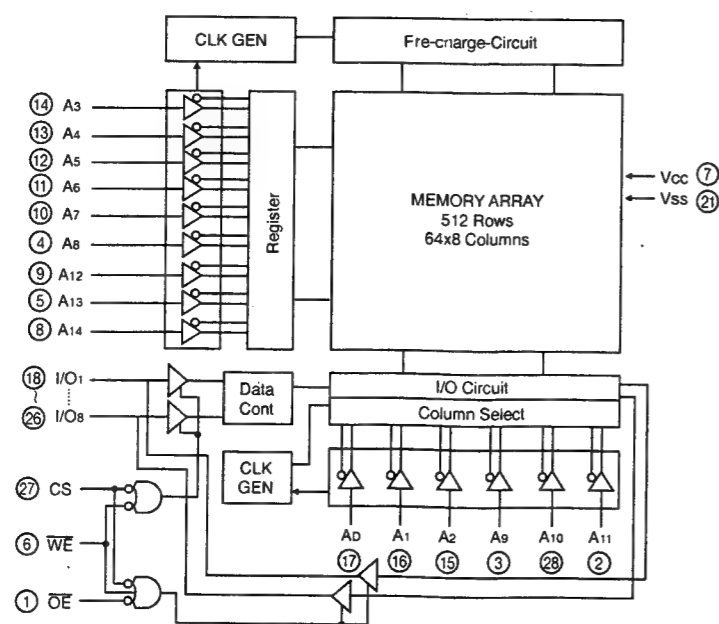 CLK GEN
Fre-charge-Circuit
14 A3
13 A4
12 A5
11 A6
10 A7
4 A8
9 A12
5 A13
8 A14
Register
MEMORY ARRAY
512 Rows
64x8 Columns
Vcc 7
Vss 21
18 I/O1
~
26 I/O8
Data
Cont
I/O Circuit
Column Select
CLK
GEN
27 CS
6 WE
1 OE
AD A1 A2 A9 A10 A11
17 16 15 3 28 2